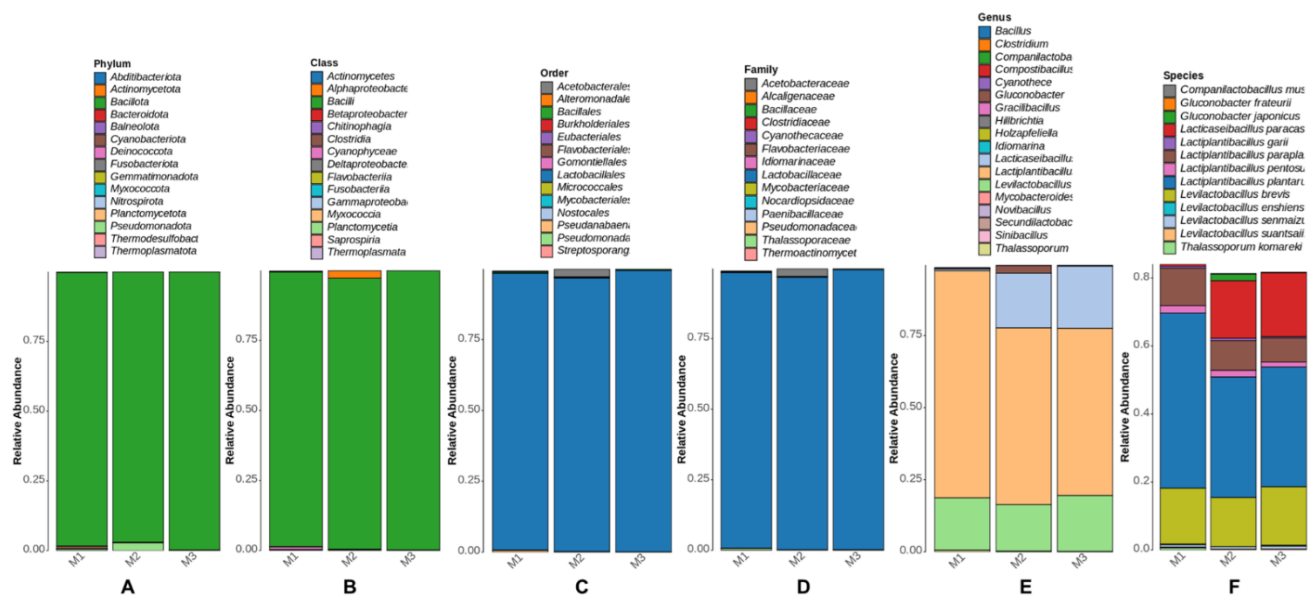 Phylum
Abditibacteriota
Actinomycetota
Bacillota
Bacteroidota
Balneolota
Cyanobacteriota
Deinococcota
Fusobacteriota
Gemmatimonadota
Myxococcota
Nitrospirota
Planctomycetota
Pseudomonadota
Thermodesulfobact
Thermoplasmatota
Relative Abundance
0.75
0.50
0.25
0.00
M1
M2
M3
A
Class
Actinomycetes
Alphaproteobacte
Bacilli
Betaproteobacter
Chitinophagia
Clostridia
Cyanophyceae
Deltaproteobacte
Flavobacteriia
Fusobacteriia
Gammaproteobac
Myxococcia
Planctomycetia
Saprospiria
Thermoplasmata
Relative Abundance
0.75
0.50
0.25
0.00
M1
M2
M3
B
Order
Acetobacterales
Alteromonadale
Bacillales
Burkholderiales
Eubacteriales
Flavobacteriales
Gomontiellales
Lactobacillales
Micrococcales
Mycobacteriales
Nostocales
Pseudanabaen
Pseudomonada
Streptosporang
Relative Abundance
0.75
0.50
0.25
0.00
M1
M2
M3
C
Family
Acetobacteraceae
Alcaligenaceae
Bacillaceae
Clostridiaceae
Cyanothecaceae
Flavobacteriaceae
Idiomarinaceae
Lactobacillaceae
Mycobacteriaceae
Nocardiopsidaceae
Paenibacillaceae
Pseudomonadacea
Thalassoporaceae
Thermoactinomycet
Relative Abundance
0.75
0.50
0.25
0.00
M1
M2
M3
D
Genus
Bacillus
Clostridium
Companilactoba
Compostibacillus
Cyanothece
Gluconobacter
Gracilibacillus
Hillbrichtia
Holzapfeliella
Idiomarina
Lacticaseibacillus
Lactiplantibacillu
Levilactobacillus
Mycobacteroides
Novibacillus
Secundilactobac
Sinibacillus
Thalassoporum
Relative Abundance
0.75
0.50
0.25
0.00
M1
M2
M3
E
Species
Companilactobacillus mus
Gluconobacter frateurii
Gluconobacter japonicus
Lacticaseibacillus paracas
Lactiplantibacillus garii
Lactiplantibacillus parapla
Lactiplantibacillus pentosu
Lactiplantibacillus plantaru
Levilactobacillus brevis
Levilactobacillus enshiens
Levilactobacillus senmaizu
Levilactobacillus suantsaii
Thalassoporum komareki
Relative Abundance
0.8
0.6
0.4
0.2
0.0
M1
M2
M3
F